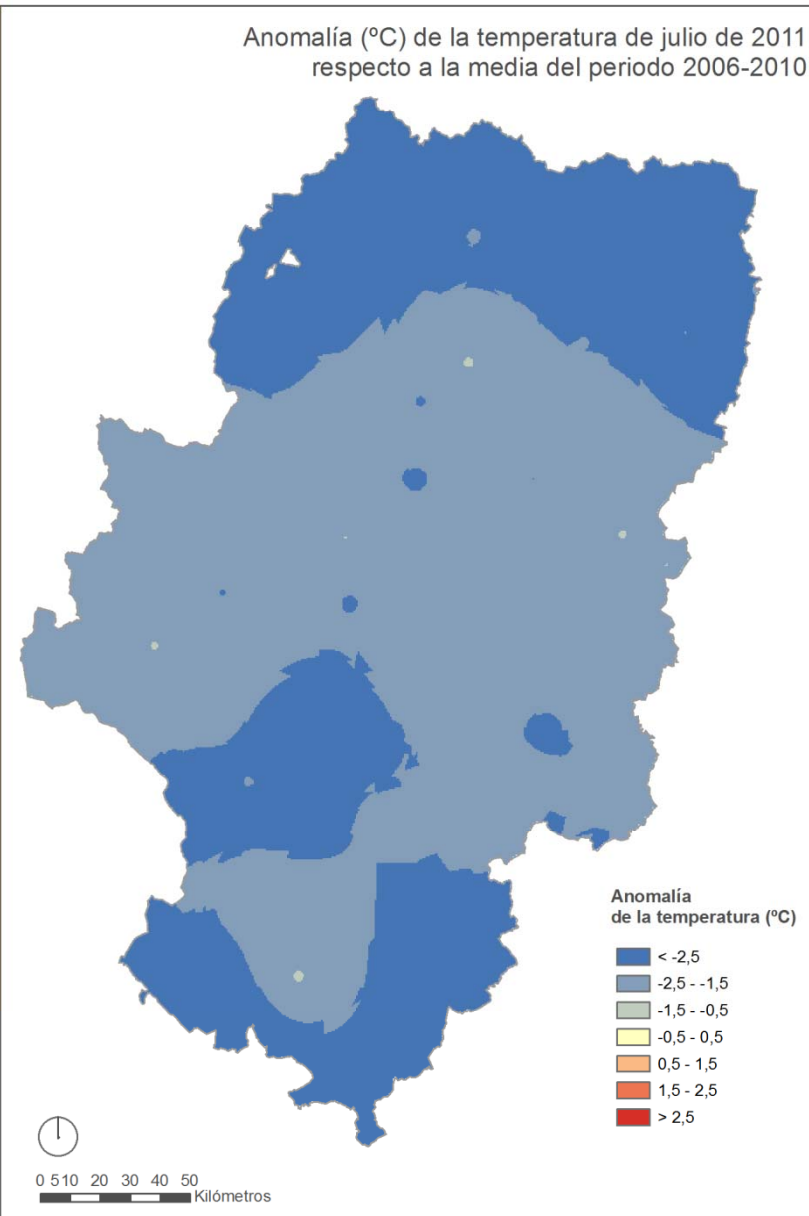 Anomalía (ºC) de la temperatura de julio de 2011
respecto a la media del periodo 2006-2010
Anomalía
de la temperatura (ºC)
< -2,5
-2,5 - -1,5
-1,5 - -0,5
-0,5 - 0,5
0,5 - 1,5
1,5 - 2,5
> 2,5
0 5 10 20 30 40 50
Kilómetros